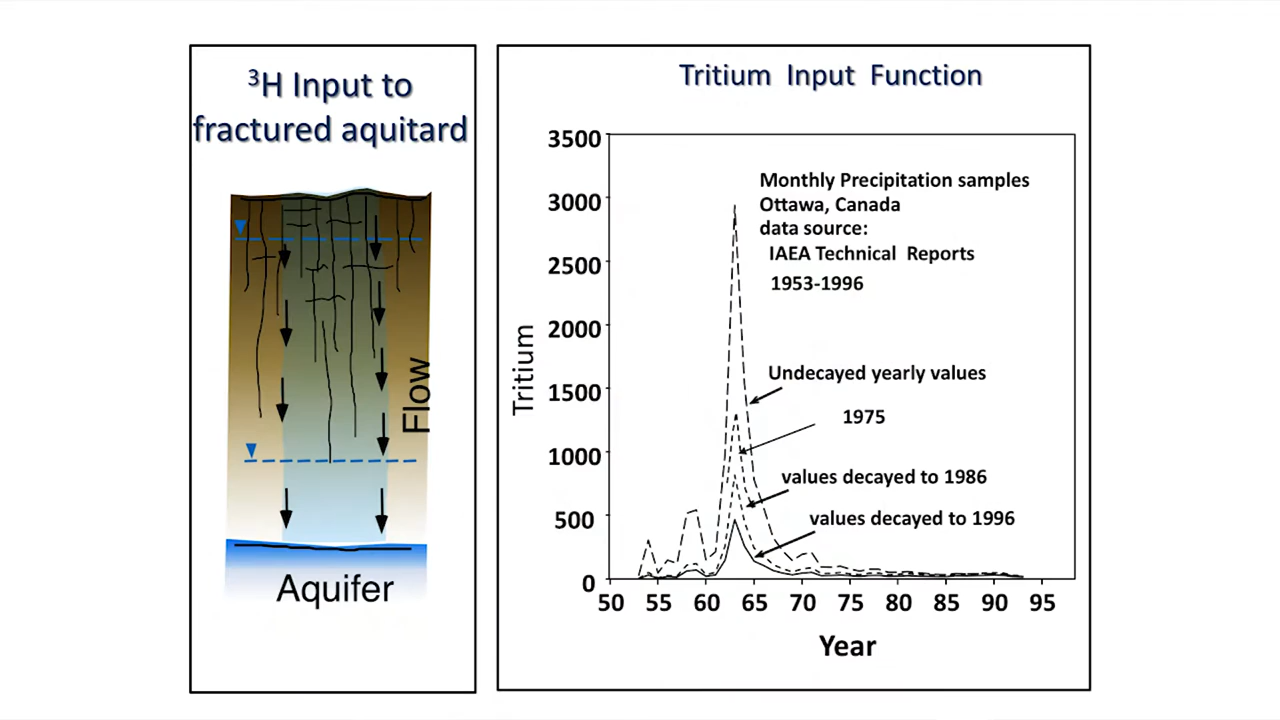 ³H Input to
fractured aquitard
Flow
Aquifer
Tritium Input Function
3500
3000
2500
2000
1500
1000
500
0
Tritium
Monthly Precipitation samples
Ottawa, Canada
data source:
IAEA Technical Reports
1953-1996
Undecayed yearly values
1975
values decayed to 1986
values decayed to 1996
50 55 60 65 70 75 80 85 90 95
Year